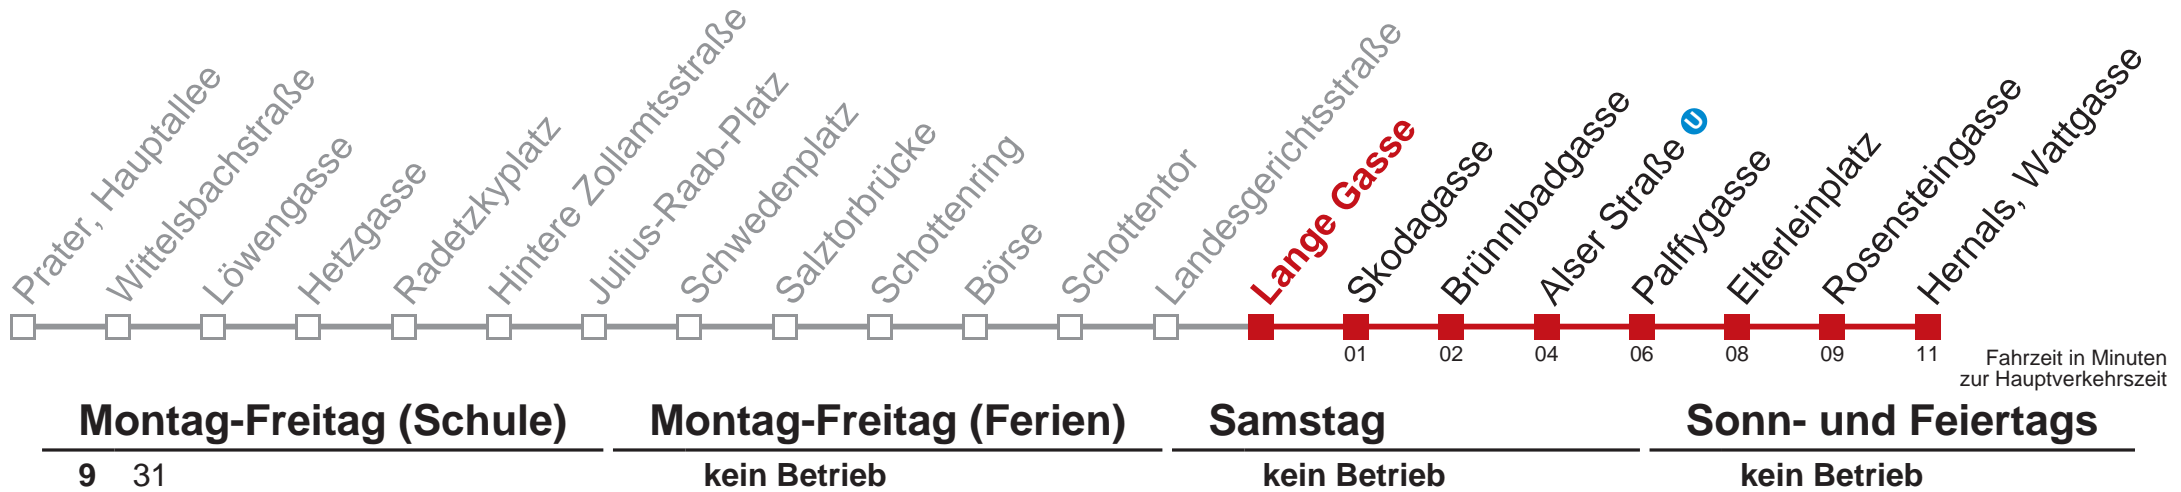 Prater, Hauptallee
Wittelsbachstraße
Löwengasse
Hetzgasse
Radetzkyplatz
Hintere Zollamtsstraße
Julius-Raab-Platz
Schwedenplatz
Salztorbrücke
Schottenring
Börse
Schottentor
Landesgerichtsstraße
Lange Gasse
Skodagasse
Brünnlbadgasse
Alser Straße U
Palffygasse
Elterleinplatz
Rosensteingasse
Hernals, Wattgasse
01 02 04 06 08 09 11
Fahrzeit in Minuten
zur Hauptverkehrszeit
Montag-Freitag (Schule) Montag-Freitag (Ferien) Samstag Sonn- und Feiertags
9 31 kein Betrieb kein Betrieb kein Betrieb